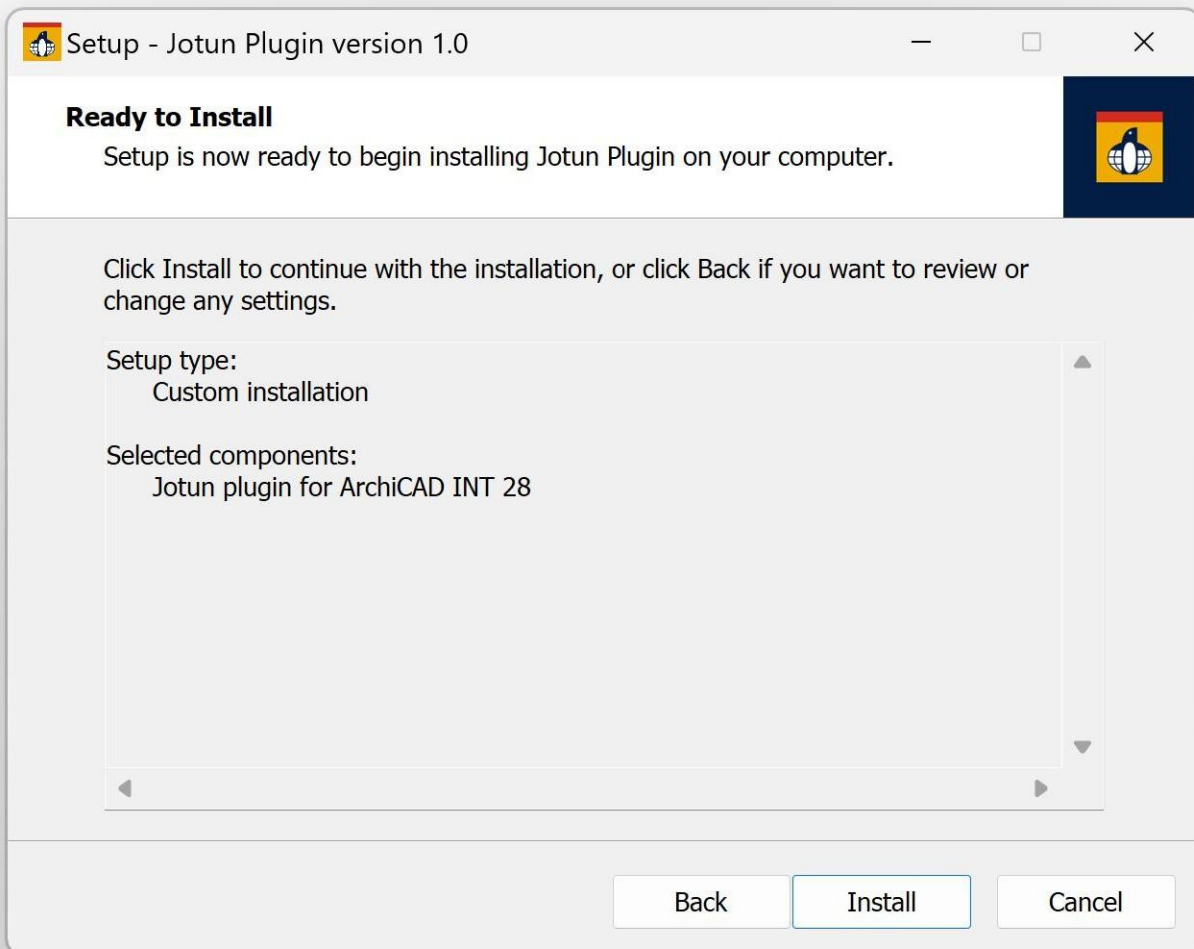 Setup - Jotun Plugin version 1.0
Ready to Install
Setup is now ready to begin installing Jotun Plugin on your computer.
Click Install to continue with the installation, or click Back if you want to review or
change any settings.
Setup type:
Custom installation
Selected components:
Jotun plugin for ArchiCAD INT 28
Back
Install
Cancel